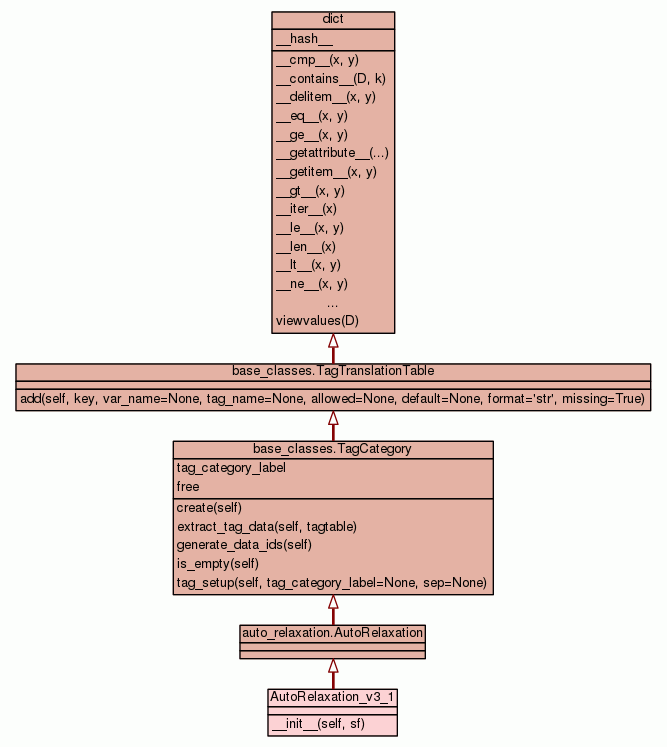 dict
__hash__
__cmp__(x, y)
__contains__(D, k)
__delitem__(x, y)
__eq__(x, y)
__ge__(x, y)
__getattribute__(...)
__getitem__(x, y)
__gt__(x, y)
__iter__(x)
__le__(x, y)
__len__(x)
__lt__(x, y)
__ne__(x, y)
...
viewvalues(D)
base_classes.TagTranslationTable
add(self, key, var_name=None, tag_name=None, allowed=None, default=None, format='str', missing=True)
base_classes.TagCategory
tag_category_label
free
create(self)
extract_tag_data(self, tagtable)
generate_data_ids(self)
is_empty(self)
tag_setup(self, tag_category_label=None, sep=None)
auto_relaxation.AutoRelaxation
AutoRelaxation_v3_1
__init__(self, sf)